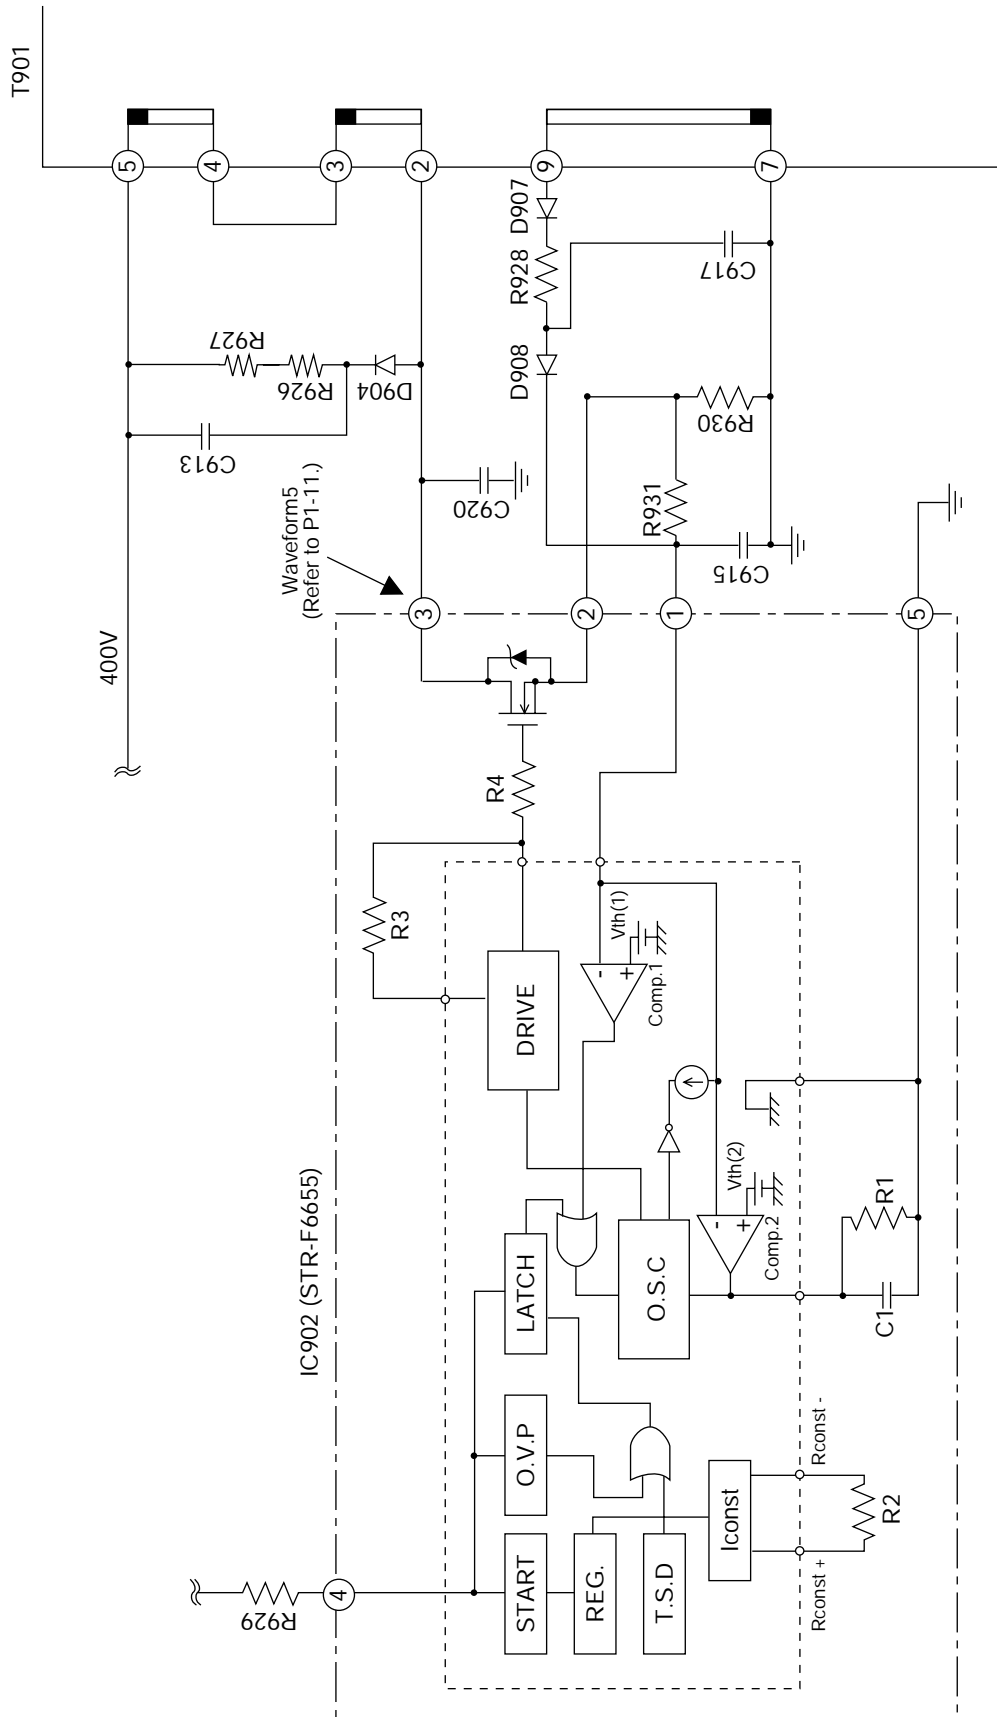 T901
5
4
3
2
9
7
D907
R928
C917
R927
R926
D904
D908
R930
C913
C920
R931
C915
Waveform5
(Refer to P1-11.)
400V
3
2
1
5
R4
R3
Vth(1)
-
+
Comp.1
DRIVE
IC902 (STR-F6655)
LATCH
O.S.C
Vth(2)
-
+
Comp.2
R1
C1
O.V.P
Iconst
Rconst -
R2
Rconst +
START
REG.
T.S.D
4
R929